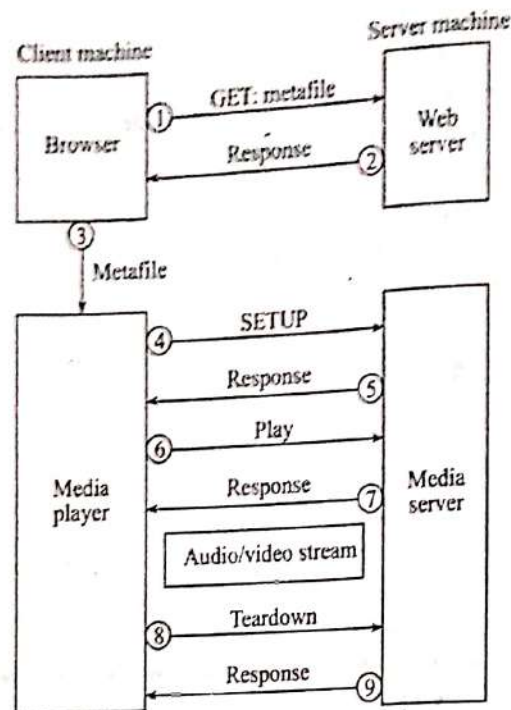 Client machine
Server machine
Browser
Web
server
① GET: metafile
Response ②
③
Metafile
Media
player
Media
server
④ SETUP
Response ⑤
⑥ Play
Response ⑦
Audio/video stream
⑧ Teardown
Response ⑨